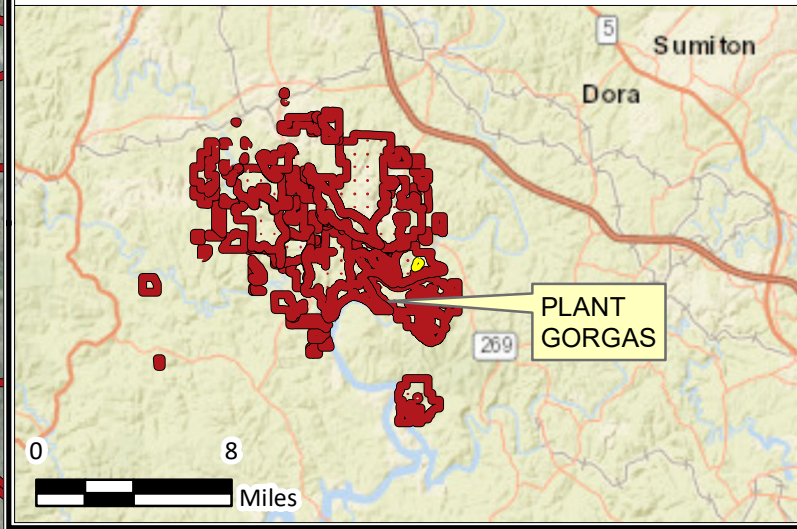 5
Sumiton
Dora
PLANT
GORGAS
269
0 8
Miles